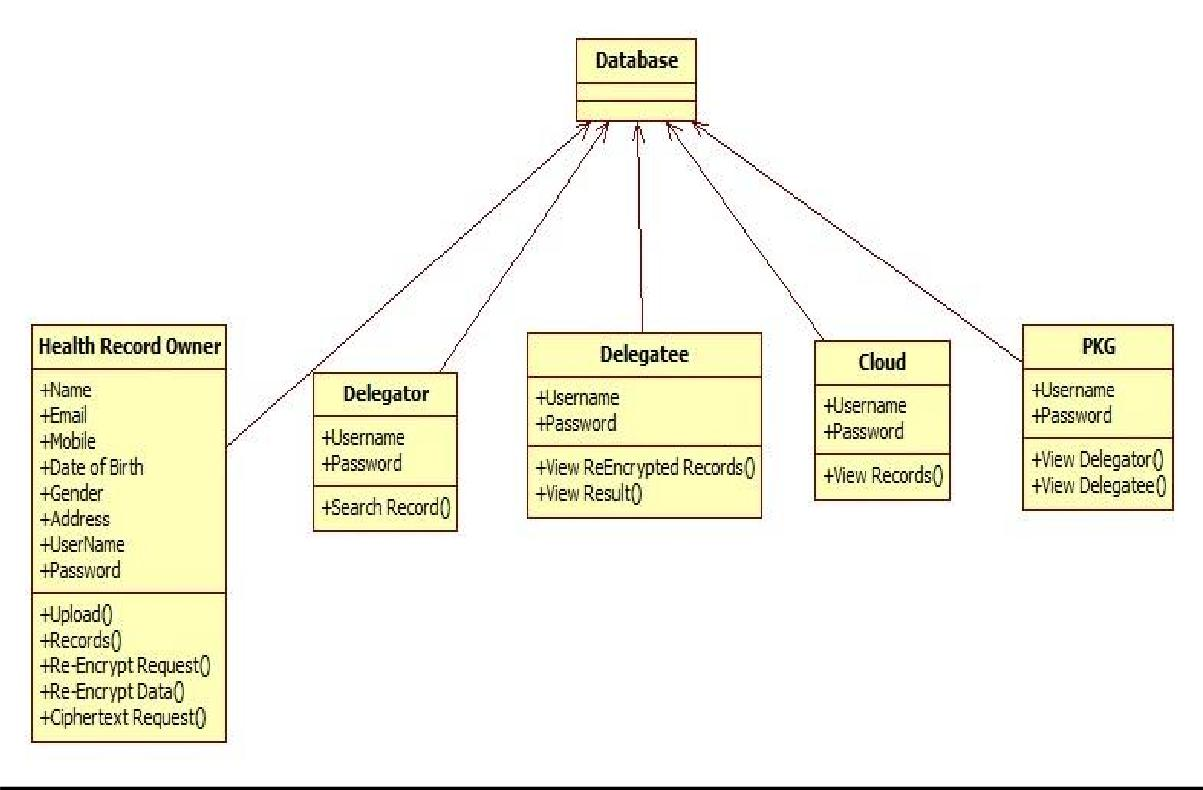 Database
Health Record Owner
+Name
+Email
+Mobile
+Date of Birth
+Gender
+Address
+UserName
+Password
+Upload()
+Records()
+Re-Encrypt Request()
+Re-Encrypt Data()
+Ciphertext Request()
Delegator
+Username
+Password
+Search Record()
Delegatee
+Username
+Password
+View ReEncrypted Records()
+View Result()
Cloud
+Username
+Password
+View Records()
PKG
+Username
+Password
+View Delegator()
+View Delegatee()